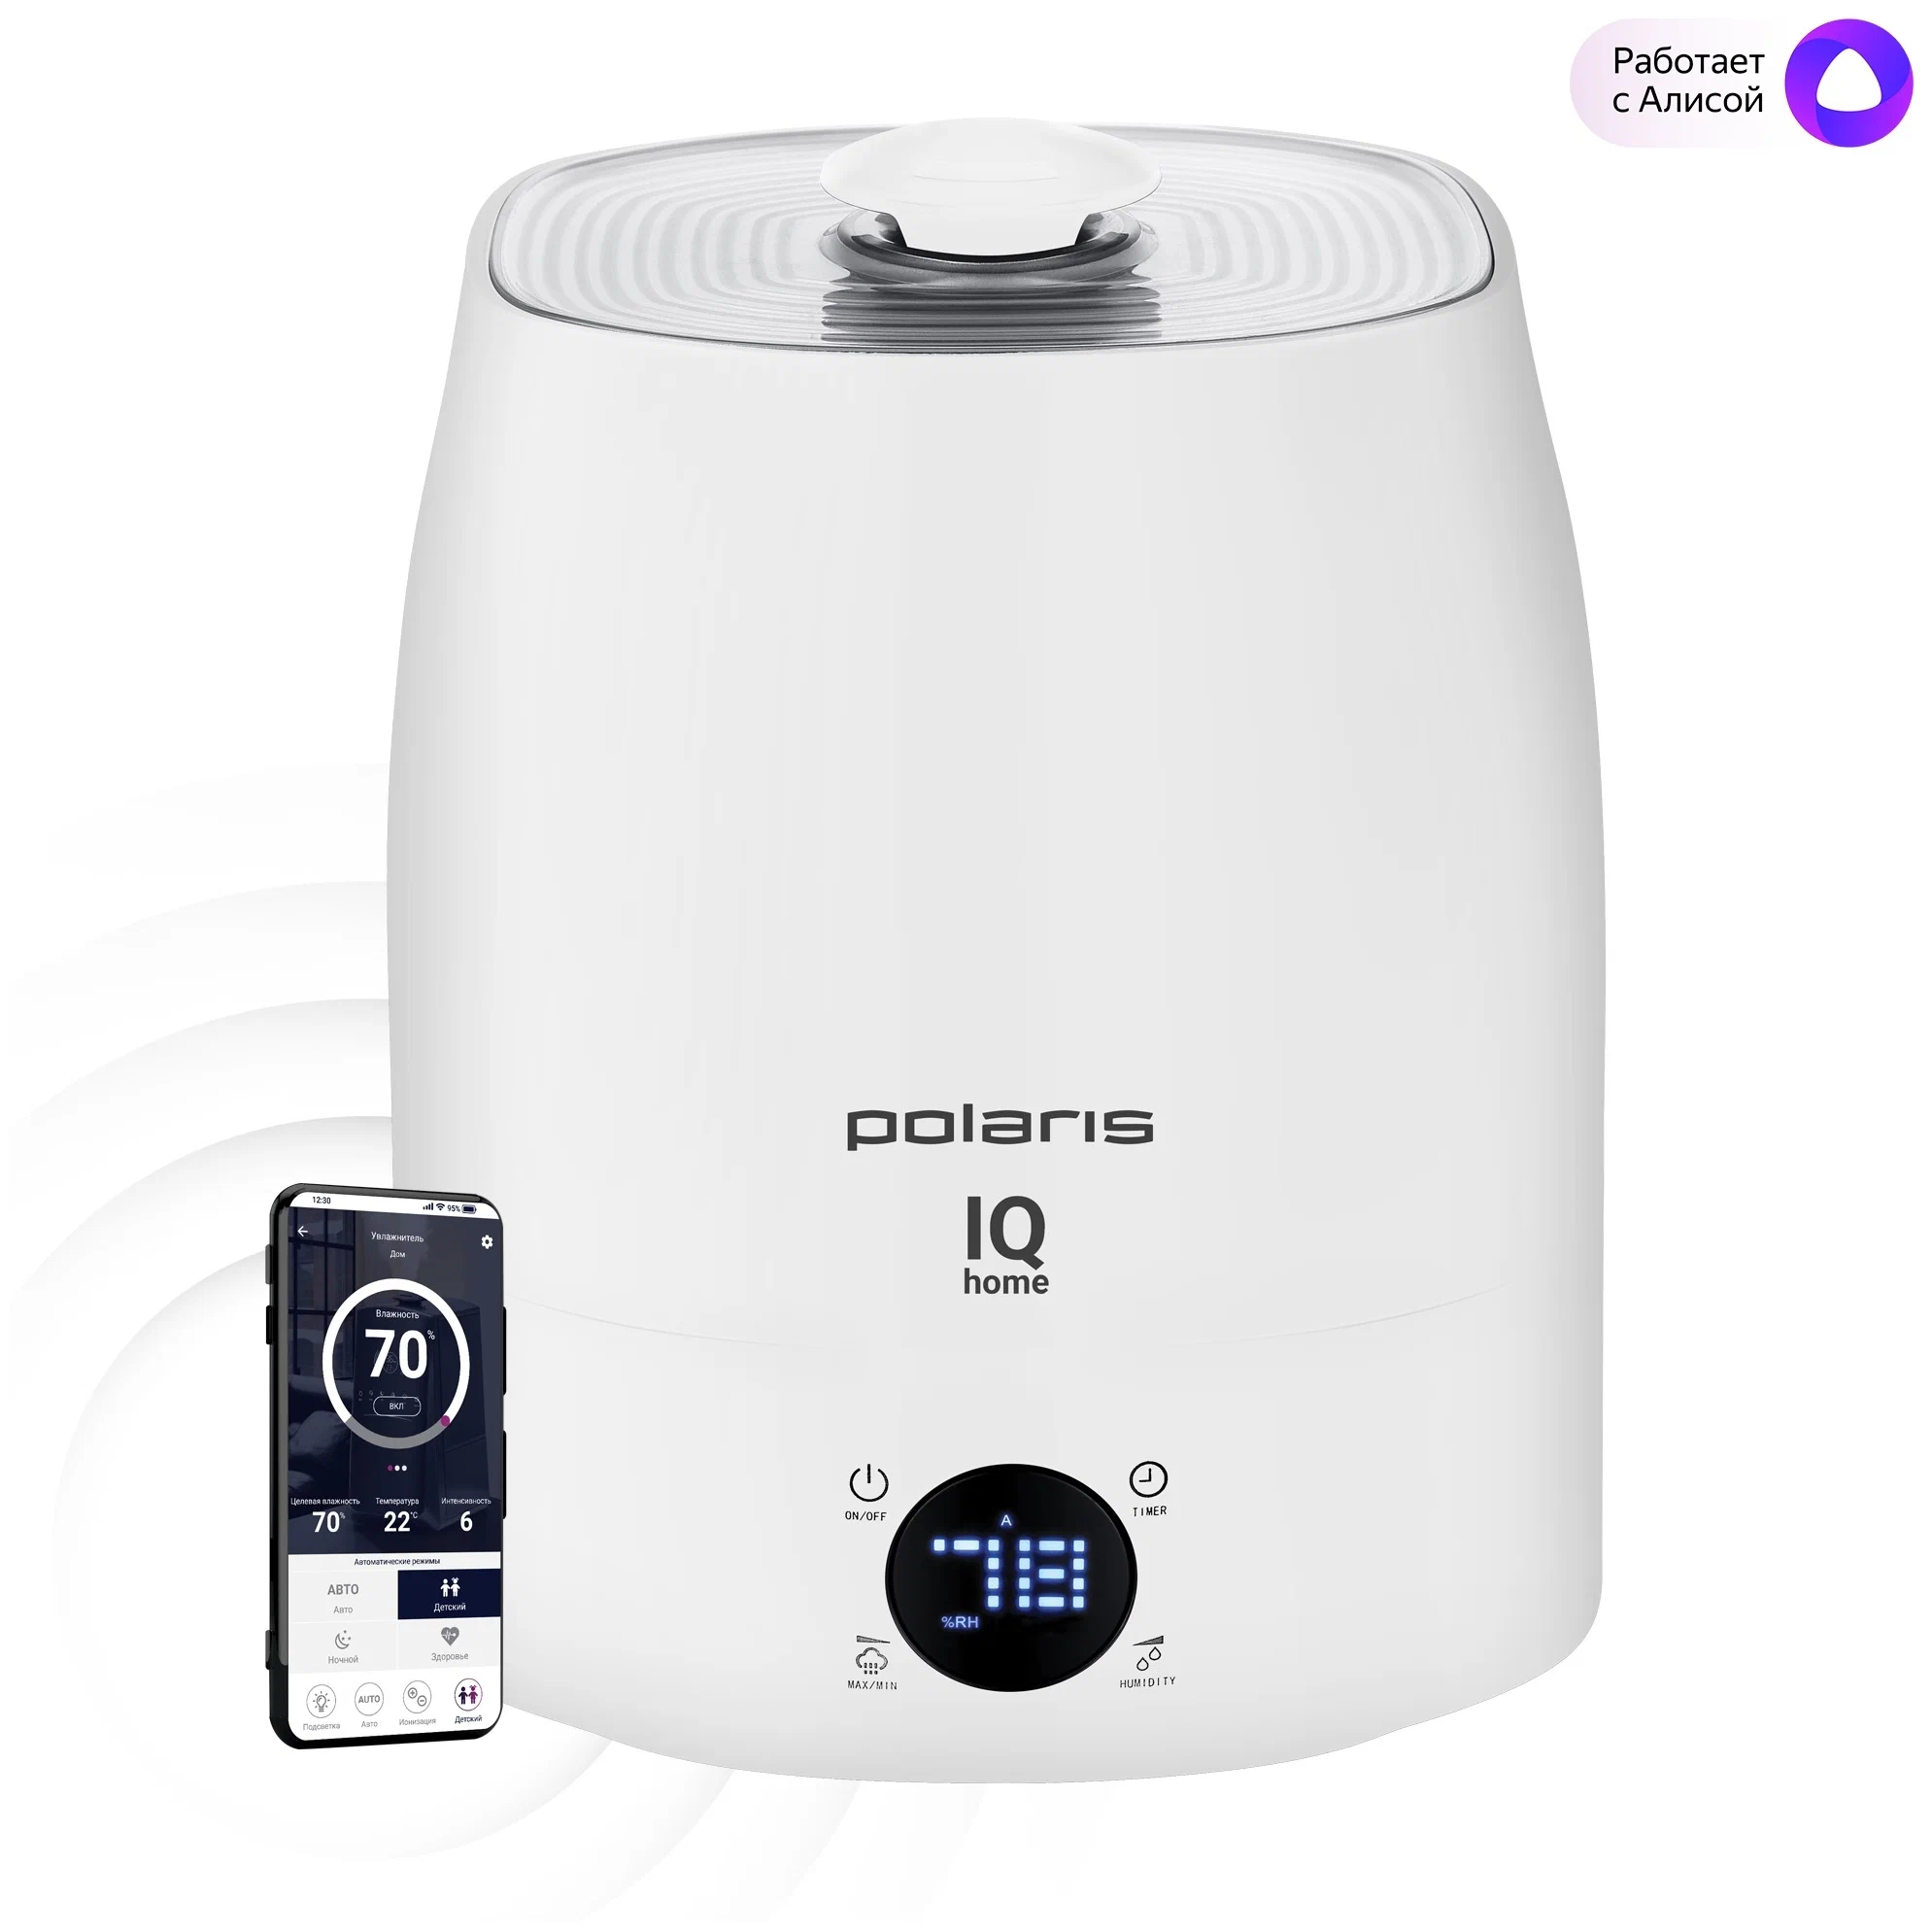 Работает
с Алисой
polaris
IQ
home
12:30
95%
Увлажнитель
Дом
Влажность
70%
ВКЛ
Целевая влажность Температура Интенсивность
70% 22°C 6
Автоматические режимы
АВТО
Авто
Детский
Ночной
Здоровье
AUTO
Подсветка Авто Ионизация Детский
ON/OFF
TIMER
A
78
%RH
MAX/MIN
HUMIDITY